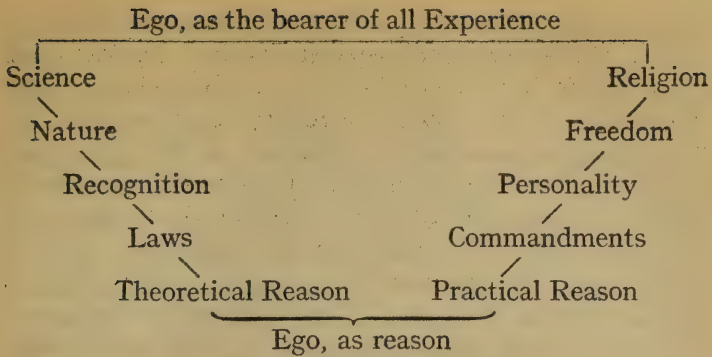 Ego, as the bearer of all Experience
Science Religion
Nature Freedom
Recognition Personality
Laws Commandments
Theoretical Reason Practical Reason
Ego, as reason